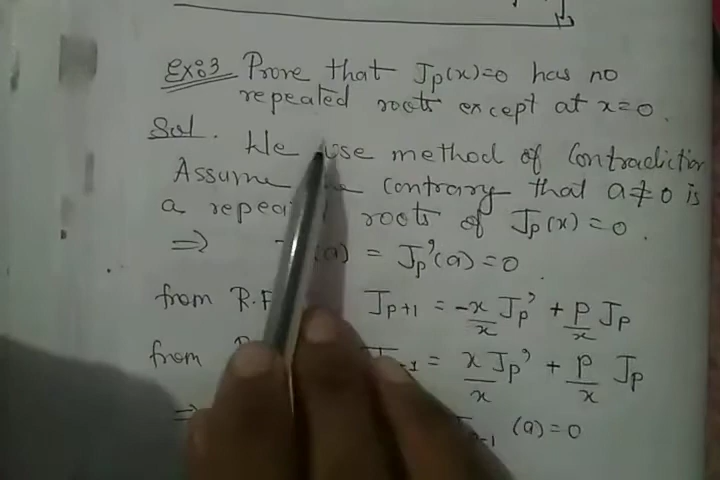 Ex:3 Prove that Jp(x)=0 has no
repeated roots except at x=0.
Sol. We use method of Contradiction
Assume contrary that a≠0 is
a roots of Jp(x)=0.
⇒ (a) = Jp'(a)=0.
from R.F Jp+1 = -x/x Jp' + p/x Jp
from = x/x Jp' + p/x Jp
⇒ (a)=0